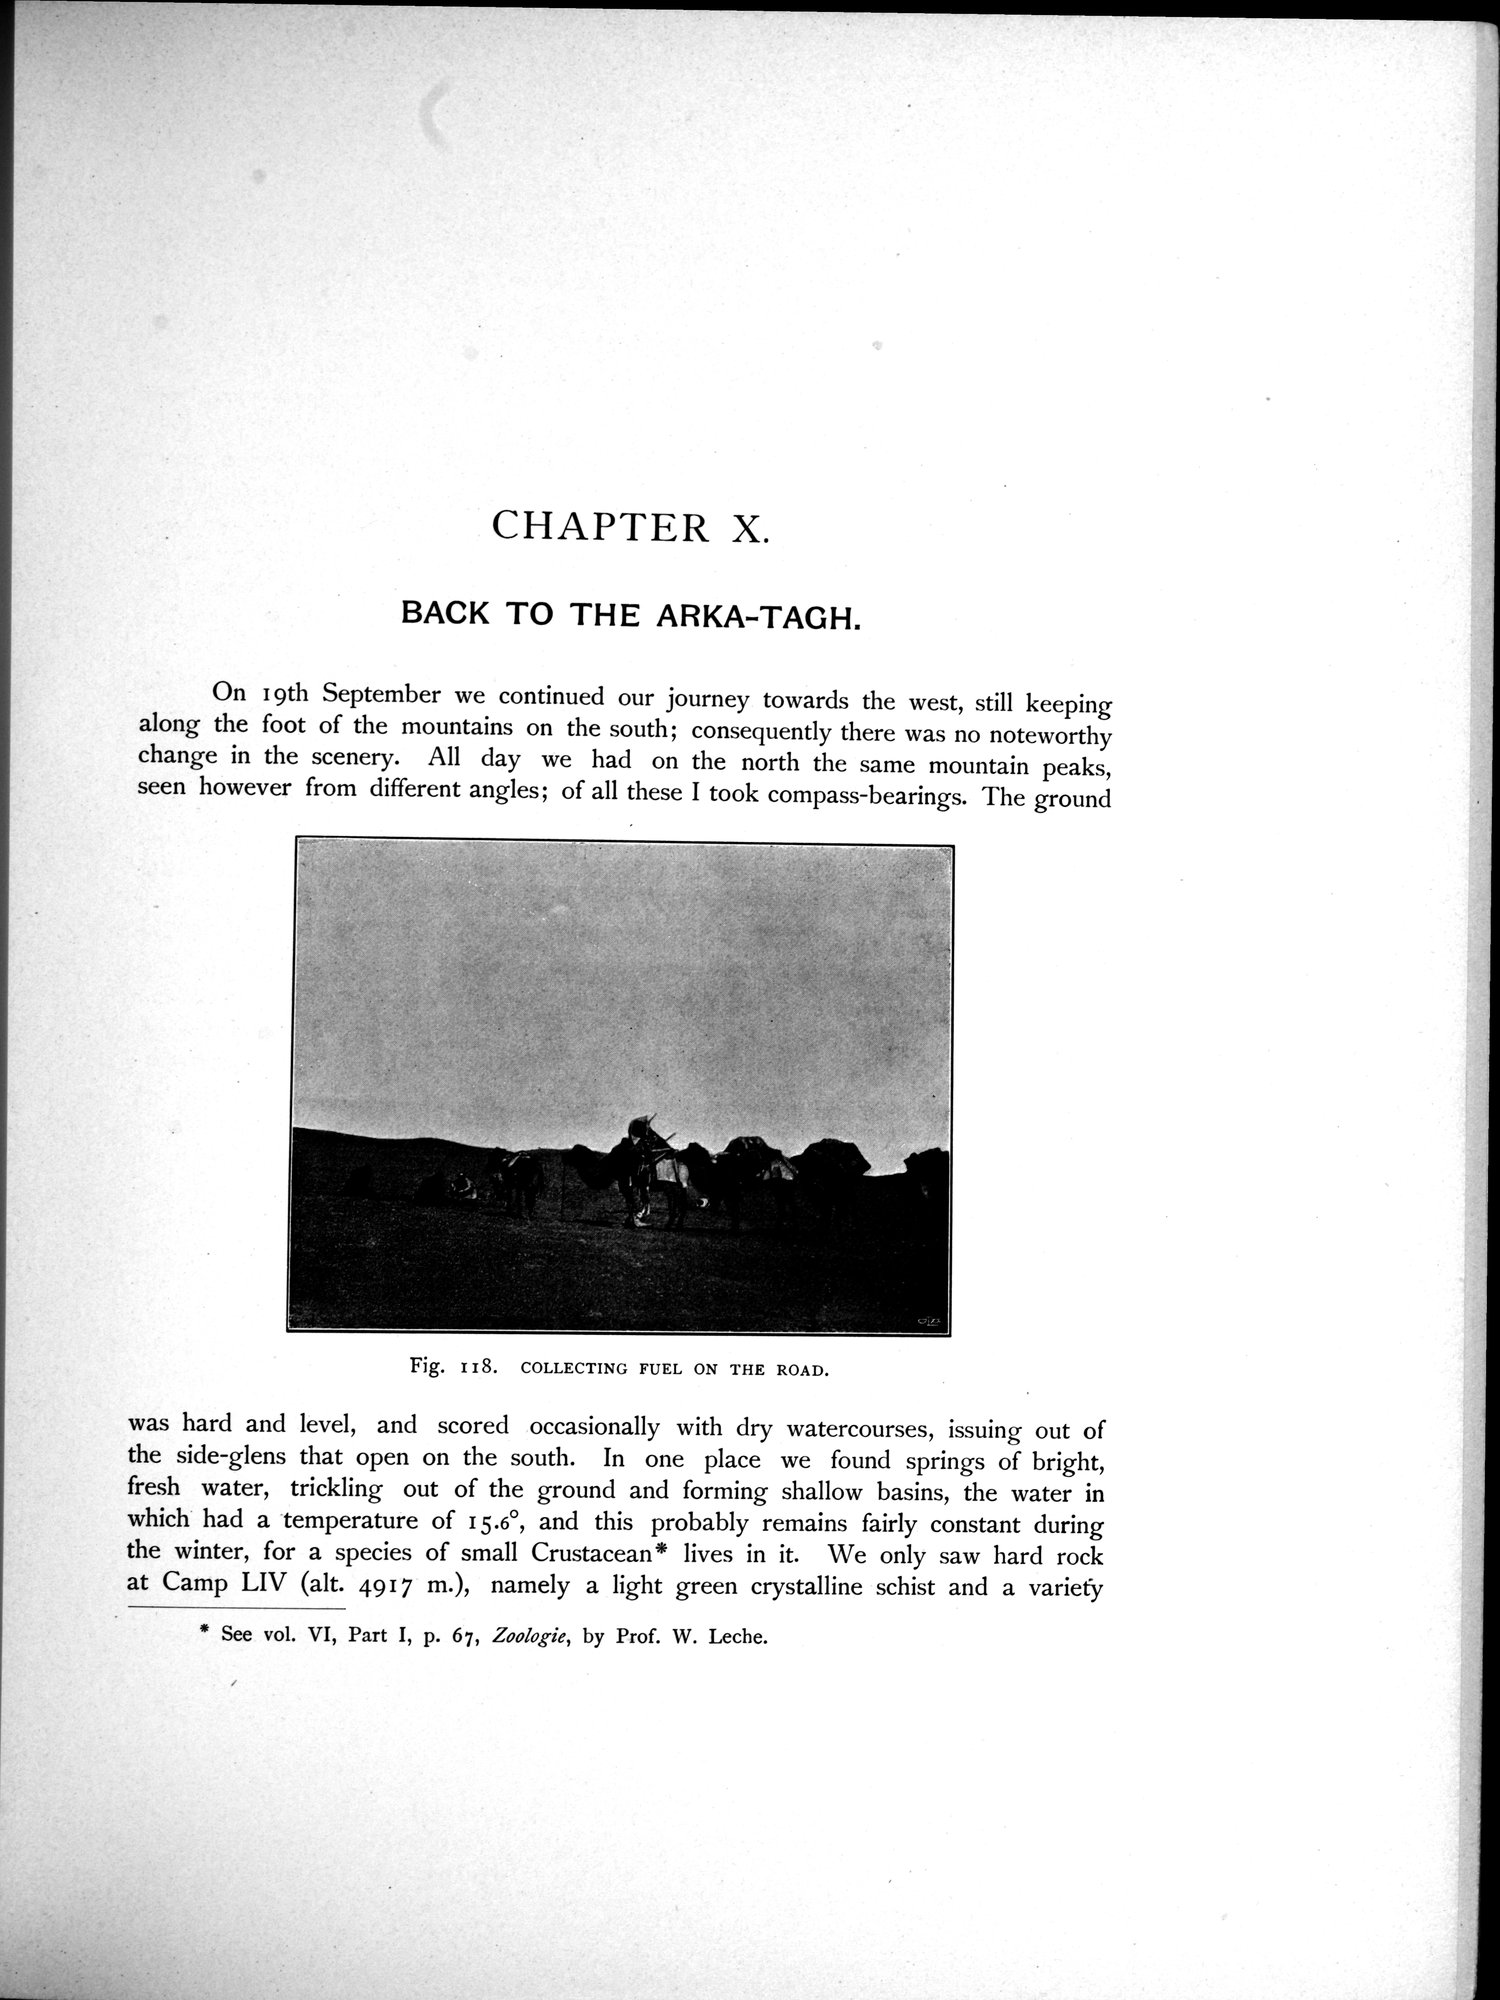 CHAPTER X.
BACK TO THE ARKA-TAGH.
On 19th September we continued our journey towards the west, still keeping
along the foot of the mountains on the south; consequently there was no noteworthy
change in the scenery. All day we had on the north the same mountain peaks,
seen however from different angles; of all these I took compass-bearings. The ground
Fig. 118. COLLECTING FUEL ON THE ROAD.
was hard and level, and scored occasionally with dry watercourses, issuing out of
the side-glens that open on the south. In one place we found springs of bright,
fresh water, trickling out of the ground and forming shallow basins, the water in
which had a temperature of 15.6°, and this probably remains fairly constant during
the winter, for a species of small Crustacean* lives in it. We only saw hard rock
at Camp LIV (alt. 4917 m.), namely a light green crystalline schist and a variety
* See vol. VI, Part I, p. 67, Zoologie, by Prof. W. Leche.